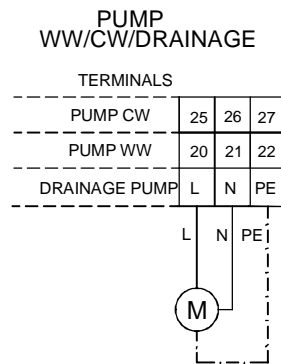 PUMP
WW/CW/DRAINAGE
TERMINALS
PUMP CW 25 26 27
PUMP WW 20 21 22
DRAINAGE PUMP L N PE
L N PE
M